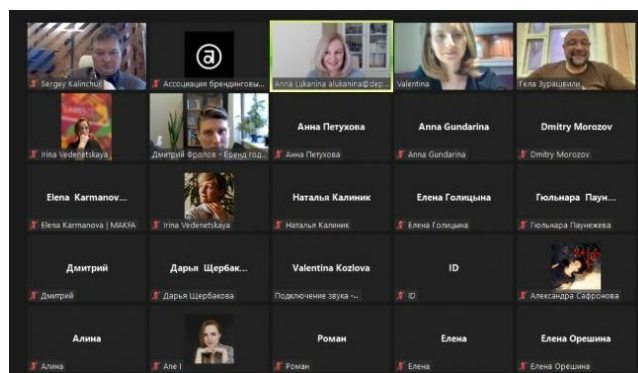 Sergey Kalinchuk
Ассоциация брендинговы...
Anna Lukanina alukanina@dep...
Valentina
Гела Зурашвили
Irina Vedenetskaya
Дмитрий Фролов - Бренд год...
Анна Петухова
Анна Петухова
Anna Gundarina
Anna Gundarina
Dmitry Morozov
Dmitry Morozov
Elena Karmanov...
Elena Karmanova | MAKFA
Irina Vedenetskaya
Наталья Калиник
Наталья Калиник
Елена Голицына
Елена Голицына
Гюльнара Паун...
Гюльнара Паунежева
Дмитрий
Дмитрий
Дарья Щербак...
Дарья Щербакова
Valentina Kozlova
Подключение звука -...
ID
ID
Александра Сафронова
Алина
Алина
Ane I
Роман
Роман
Елена
Елена
Елена Орешина
Елена Орешина